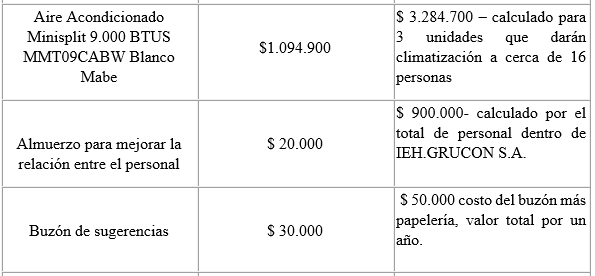 Aire Acondicionado
Minisplit 9.000 BTUS
MMT09CABW Blanco
Mabe
$1.094.900
$ 3.284.700 – calculado para
3 unidades que darán
climatización a cerca de 16
personas
Almuerzo para mejorar la
relación entre el personal
$ 20.000
$ 900.000- calculado por el
total de personal dentro de
IEH.GRUCON S.A.
Buzón de sugerencias
$ 30.000
$ 50.000 costo del buzón más
papelería, valor total por un
año.